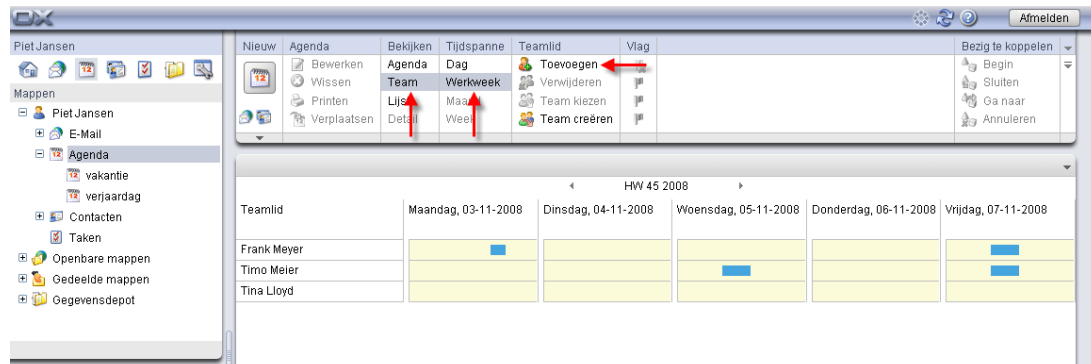 OX
Afmelden
Piet Jansen
Mappen
Piet Jansen
E-Mail
Agenda
vakantie
verjaardag
Contacten
Taken
Openbare mappen
Gedeelde mappen
Gegevensdepot
Nieuw Agenda Bekijken Tijdspanne Teamlid Vlag Bezig te koppelen
Bewerken Agenda Dag Toevoegen Begin
Wissen Team Werkweek Verwijderen Sluiten
Printen Team kiezen Ga naar
Verplaatsen Team creëren Annuleren
HW 45 2008
Teamlid Maandag, 03-11-2008 Dinsdag, 04-11-2008 Woensdag, 05-11-2008 Donderdag, 06-11-2008 Vrijdag, 07-11-2008
Frank Meyer
Timo Meier
Tina Lloyd